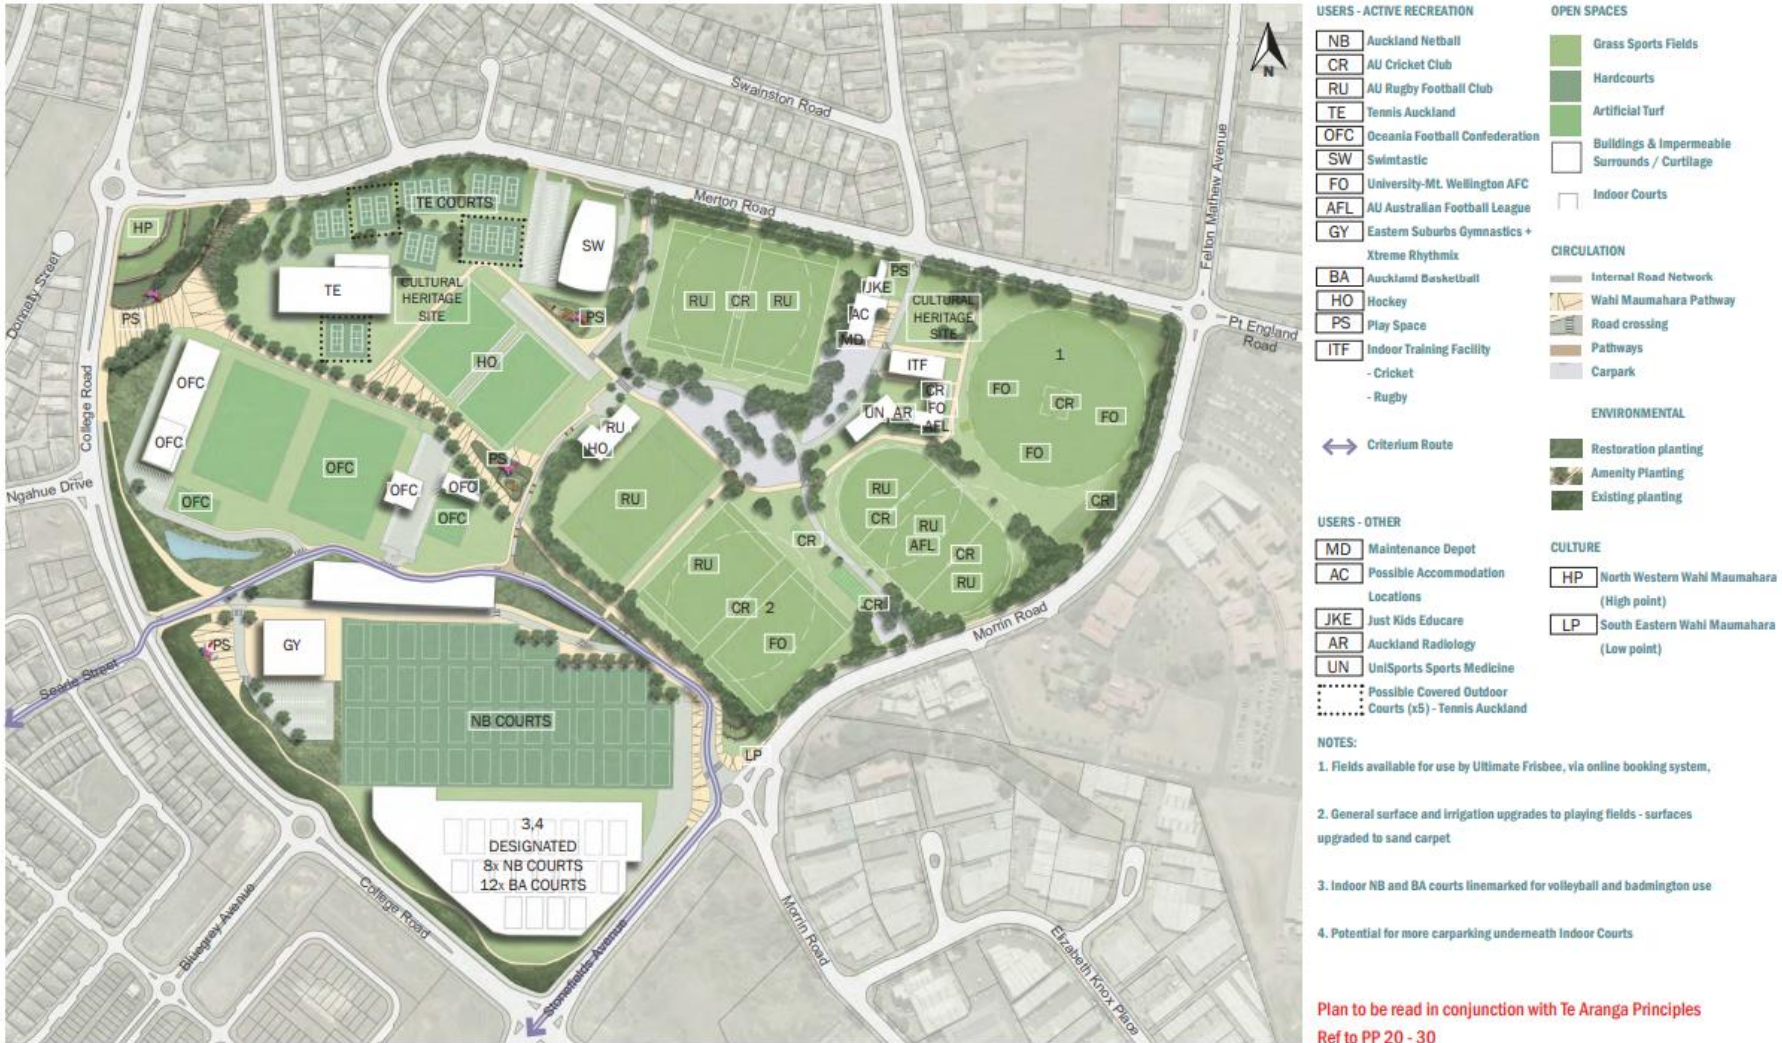 Swainston Road
Merton Road
Felton Mathew Avenue
Pt England
Road
N
Donnelly Street
College Road
Ngahue Drive
Searle Street
Bluegrey Avenue
College Road
Stonefields Avenue
Morrin Road
Morrin Road
Elizabeth Knox Place
HP
PS
TE COURTS
TE
CULTURAL
HERITAGE
SITE
SW
PS
HO
OFC
OFC
OFC
OFC
OFC
OFC
OFC
PS
RU
HO
RU
RU CR RU
PS
JKE
AC
MD
CULTURAL
HERITAGE
SITE
ITF
CR
FO
AFL
UN AR
1
FO
CR
FO
FO
CR
RU
CR
RU
AFL
CR
RU
CR
CR
RU
CR 2
FO
LP
PS
GY
NB COURTS
3,4
DESIGNATED
8x NB COURTS
12x BA COURTS
USERS - ACTIVE RECREATION
NB Auckland Netball
CR AU Cricket Club
RU AU Rugby Football Club
TE Tennis Auckland
OFC Oceania Football Confederation
SW Swimtastic
FO University-Mt. Wellington AFC
AFL AU Australian Football League
GY Eastern Suburbs Gymnastics +
Xtreme Rhythmix
BA Auckland Basketball
HO Hockey
PS Play Space
ITF Indoor Training Facility
- Cricket
- Rugby
Criterium Route
USERS - OTHER
MD Maintenance Depot
AC Possible Accommodation
Locations
JKE Just Kids Educare
AR Auckland Radiology
UN UniSports Sports Medicine
Possible Covered Outdoor
Courts (x5) - Tennis Auckland
OPEN SPACES
Grass Sports Fields
Hardcourts
Artificial Turf
Buildings & Impermeable
Surrounds / Curtilage
Indoor Courts
CIRCULATION
Internal Road Network
Wahi Maumahara Pathway
Road crossing
Pathways
Carpark
ENVIRONMENTAL
Restoration planting
Amenity Planting
Existing planting
CULTURE
HP North Western Wahi Maumahara
(High point)
LP South Eastern Wahi Maumahara
(Low point)
NOTES:
1. Fields available for use by Ultimate Frisbee, via online booking system,
2. General surface and irrigation upgrades to playing fields - surfaces
upgraded to sand carpet
3. Indoor NB and BA courts linemarked for volleyball and badmington use
4. Potential for more carparking underneath Indoor Courts
Plan to be read in conjunction with Te Aranga Principles
Ref to PP 20 - 30